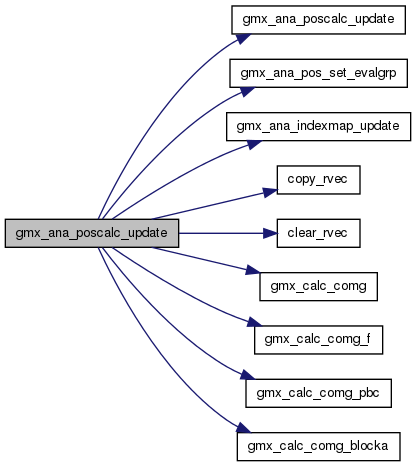 gmx_ana_poscalc_update
gmx_ana_pos_set_evalgrp
gmx_ana_indexmap_update
copy_rvec
gmx_ana_poscalc_update
clear_rvec
gmx_calc_comg
gmx_calc_comg_f
gmx_calc_comg_pbc
gmx_calc_comg_blocka